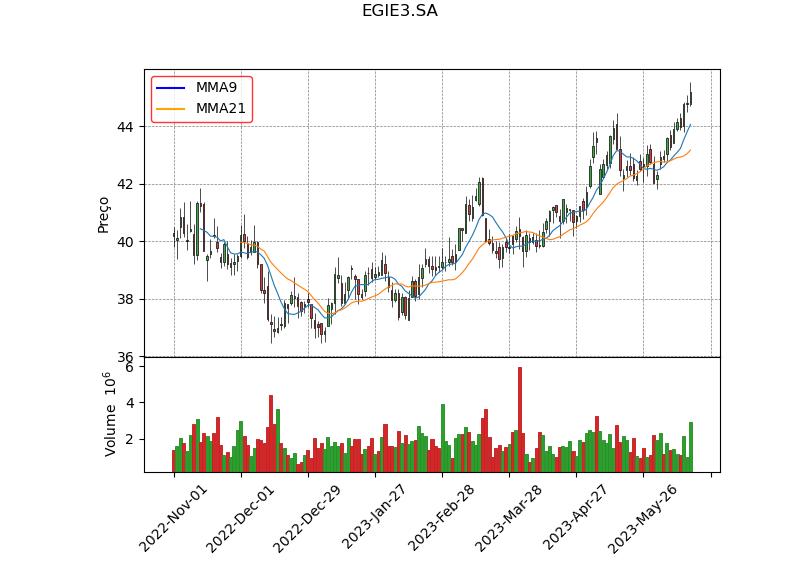 EGIE3.SA
MMA9
MMA21
Preço
44
42
40
38
36
Volume 10^6
6
4
2
2022-Nov-01
2022-Dec-01
2022-Dec-29
2023-Jan-27
2023-Feb-28
2023-Mar-28
2023-Apr-27
2023-May-26